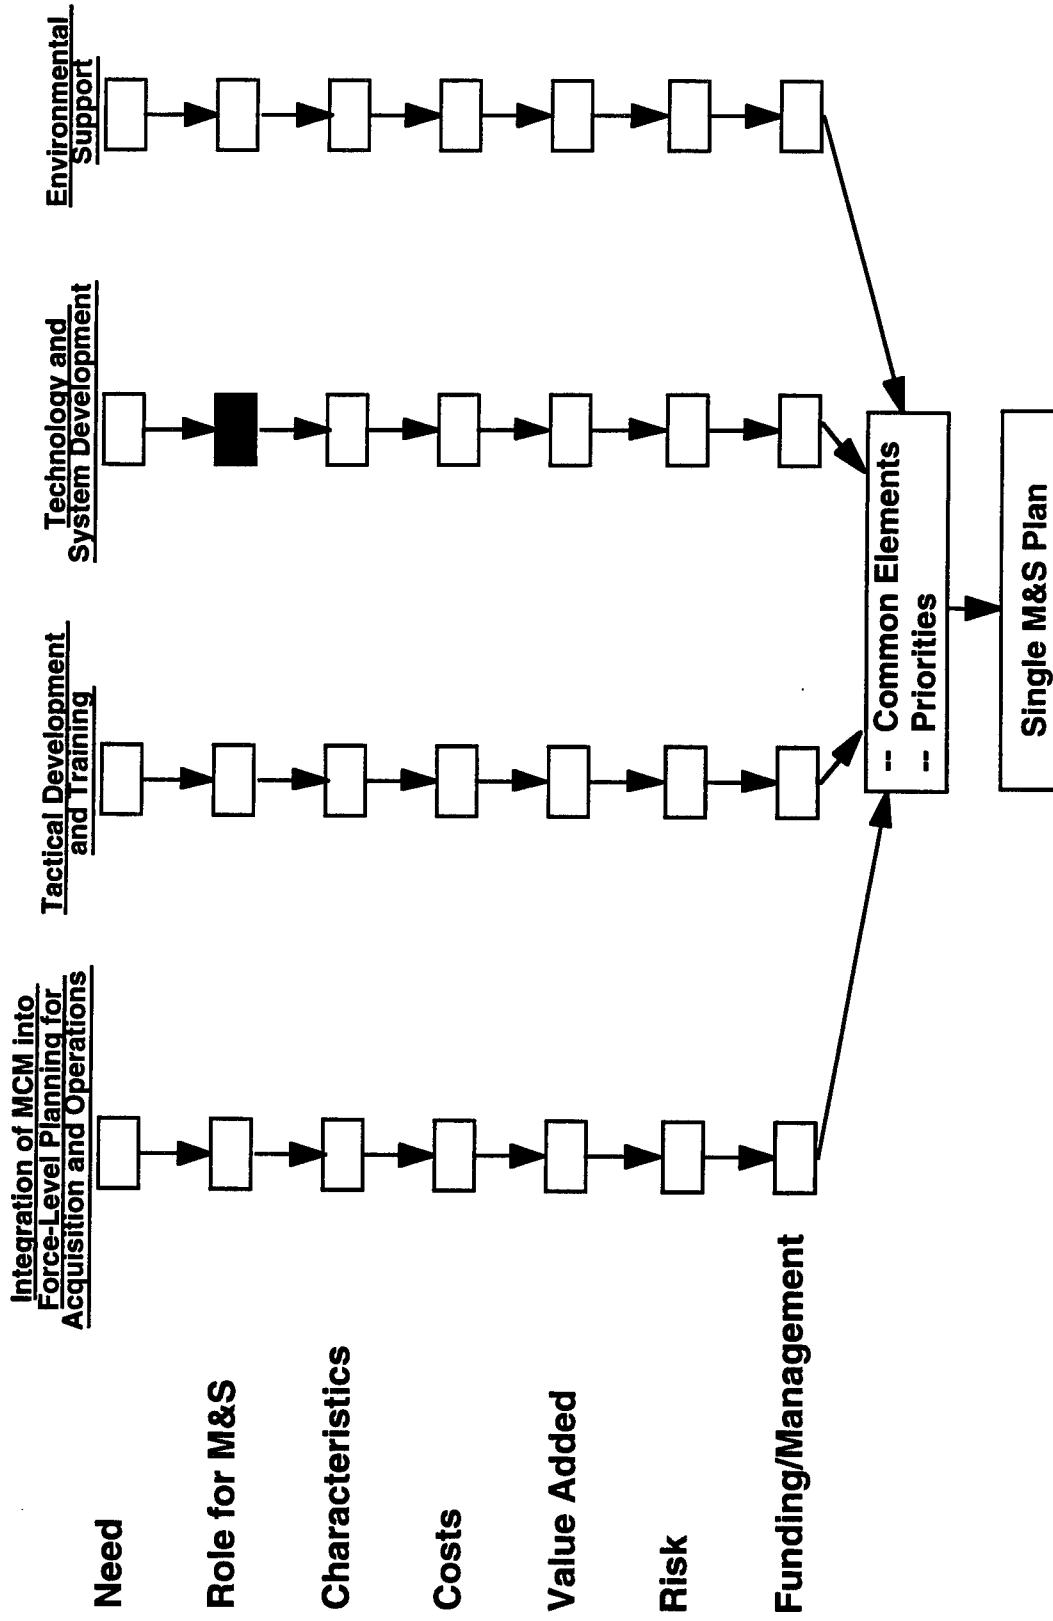 Integration of MCM into
Force-Level Planning for
Acquisition and Operations
Tactical Development
and Training
Technology and
System Development
Environmental
Support
Need
Role for M&S
Characteristics
Costs
Value Added
Risk
Funding/Management
-- Common Elements
-- Priorities
Single M&S Plan